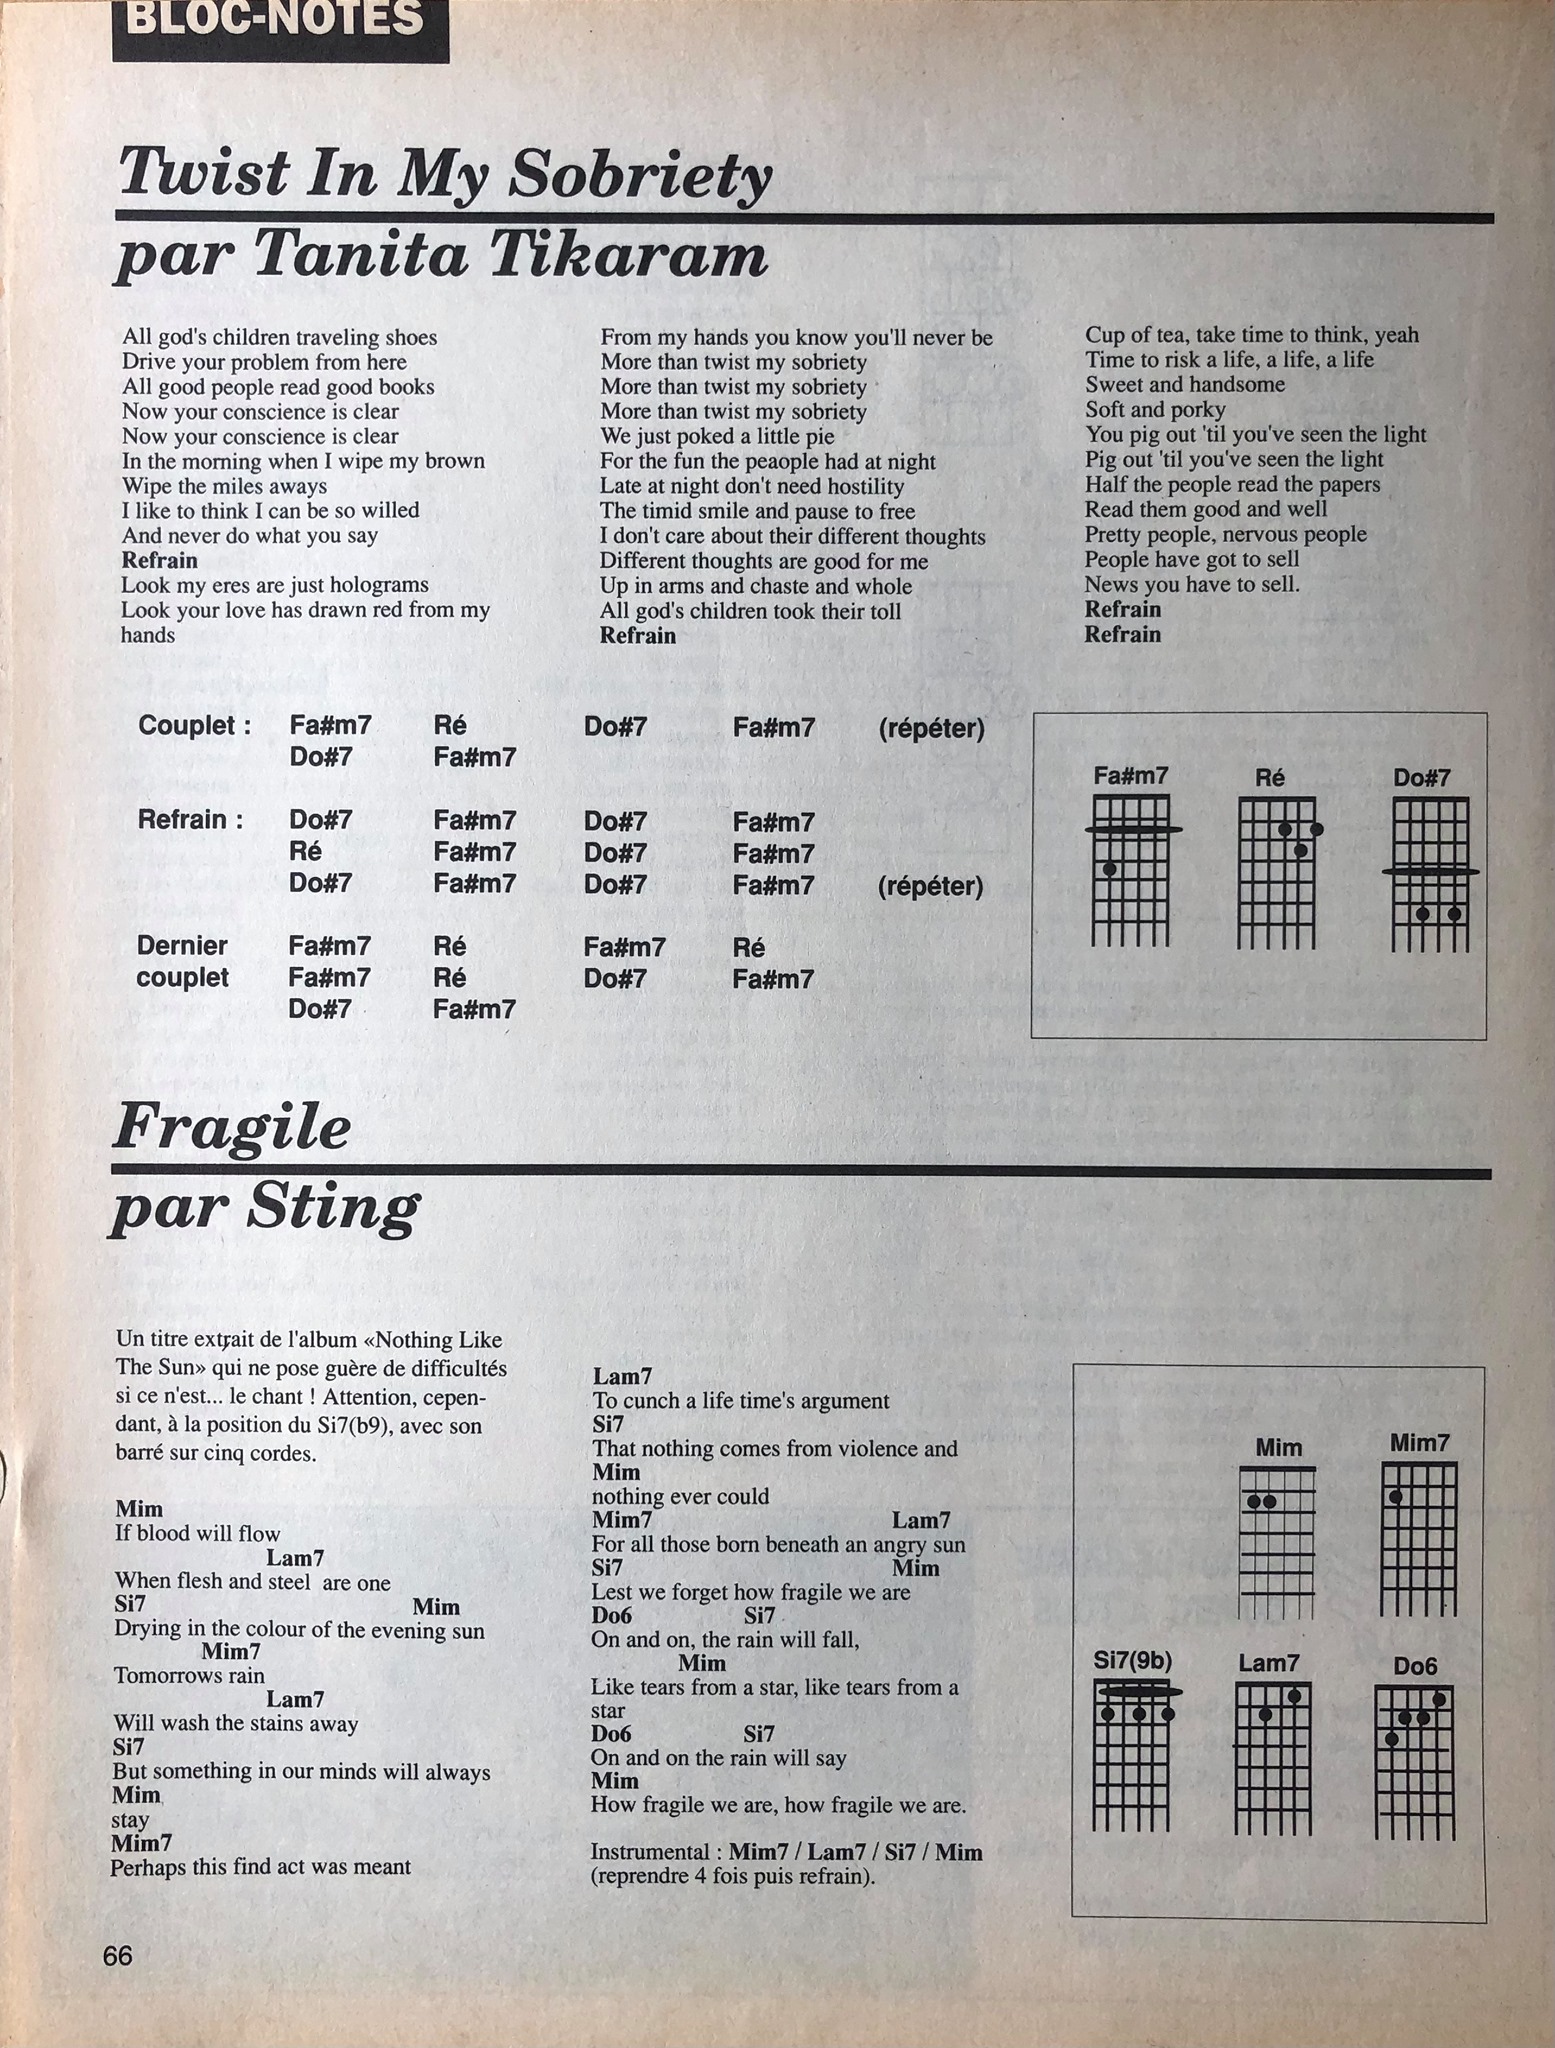 BLOC-NOTES
Twist In My Sobriety
par Tanita Tikaram
All god's children traveling shoes
Drive your problem from here
All good people read good books
Now your conscience is clear
Now your conscience is clear
In the morning when I wipe my brown
Wipe the miles aways
I like to think I can be so willed
And never do what you say
Refrain
Look my eres are just holograms
Look your love has drawn red from my
hands
From my hands you know you'll never be
More than twist my sobriety
More than twist my sobriety
More than twist my sobriety
We just poked a little pie
For the fun the peaople had at night
Late at night don't need hostility
The timid smile and pause to free
I don't care about their different thoughts
Different thoughts are good for me
Up in arms and chaste and whole
All god's children took their toll
Refrain
Cup of tea, take time to think, yeah
Time to risk a life, a life, a life
Sweet and handsome
Soft and porky
You pig out 'til you've seen the light
Pig out 'til you've seen the light
Half the people read the papers
Read them good and well
Pretty people, nervous people
People have got to sell
News you have to sell.
Refrain
Refrain
Couplet : Fa#m7 Ré Do#7 Fa#m7 (répéter)
Do#7 Fa#m7
Refrain : Do#7 Fa#m7 Do#7 Fa#m7
Ré Fa#m7 Do#7 Fa#m7
Do#7 Fa#m7 Do#7 Fa#m7 (répéter)
Dernier Fa#m7 Ré Fa#m7 Ré
couplet Fa#m7 Ré Do#7 Fa#m7
Do#7 Fa#m7
Fa#m7 Ré Do#7
Fragile
par Sting
Un titre extrait de l'album «Nothing Like
The Sun» qui ne pose guère de difficultés
si ce n'est... le chant ! Attention, cepen-
dant, à la position du Si7(b9), avec son
barré sur cinq cordes.
Mim
If blood will flow
Lam7
When flesh and steel are one
Si7 Mim
Drying in the colour of the evening sun
Mim7
Tomorrows rain
Lam7
Will wash the stains away
Si7
But something in our minds will always
Mim
stay
Mim7
Perhaps this find act was meant
Lam7
To cunch a life time's argument
Si7
That nothing comes from violence and
Mim
nothing ever could
Mim7 Lam7
For all those born beneath an angry sun
Si7 Mim
Lest we forget how fragile we are
Do6 Si7
On and on, the rain will fall,
Mim
Like tears from a star, like tears from a
star
Do6 Si7
On and on the rain will say
Mim
How fragile we are, how fragile we are.
Instrumental : Mim7 / Lam7 / Si7 / Mim
(reprendre 4 fois puis refrain).
Mim Mim7
Si7(9b) Lam7 Do6
66